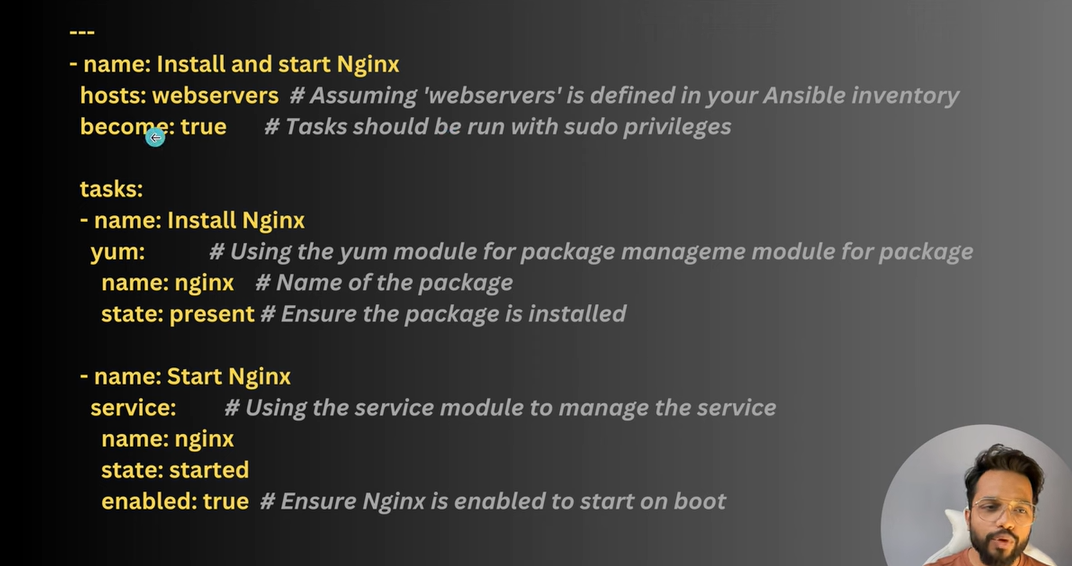 ---
- name: Install and start Nginx
hosts: webservers # Assuming 'webservers' is defined in your Ansible inventory
become: true # Tasks should be run with sudo privileges
tasks:
- name: Install Nginx
yum: # Using the yum module for package manageme module for package
name: nginx # Name of the package
state: present # Ensure the package is installed
- name: Start Nginx
service: # Using the service module to manage the service
name: nginx
state: started
enabled: true # Ensure Nginx is enabled to start on boot